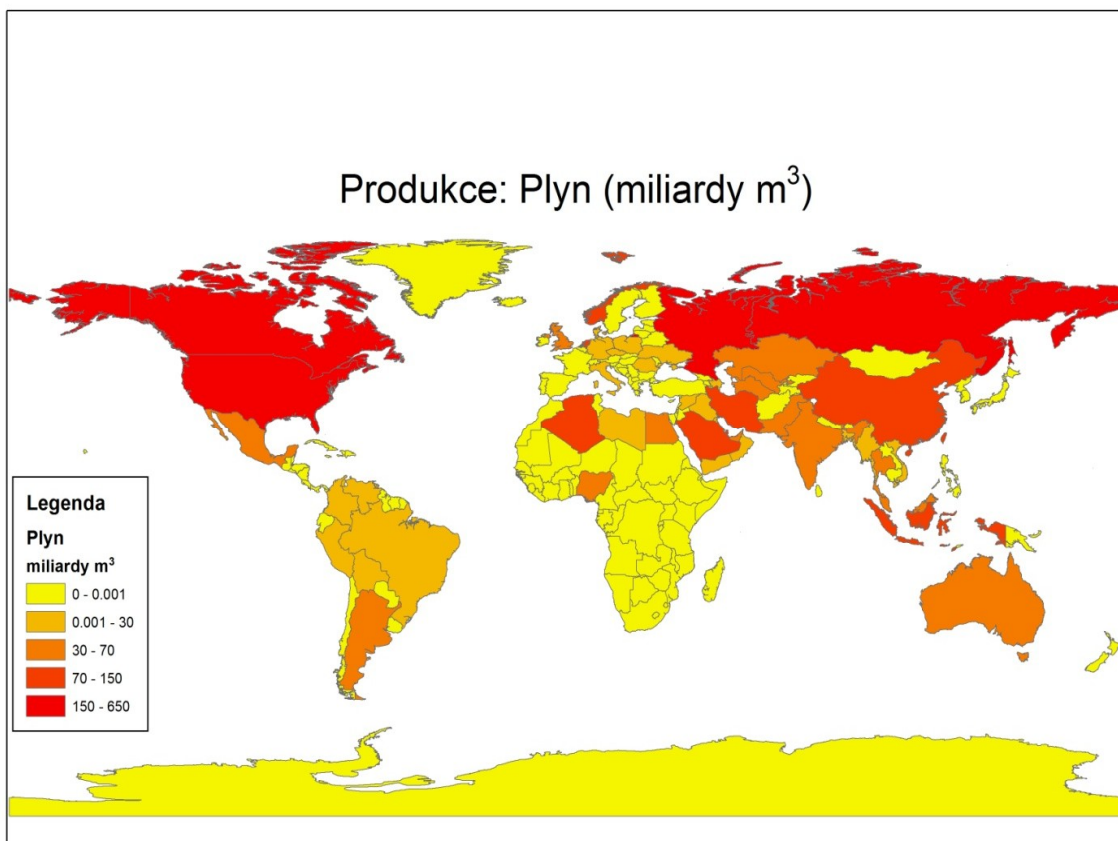 Produkce: Plyn (miliardy m³)
Legenda
Plyn
miliardy m³
0 - 0.001
0.001 - 30
30 - 70
70 - 150
150 - 650